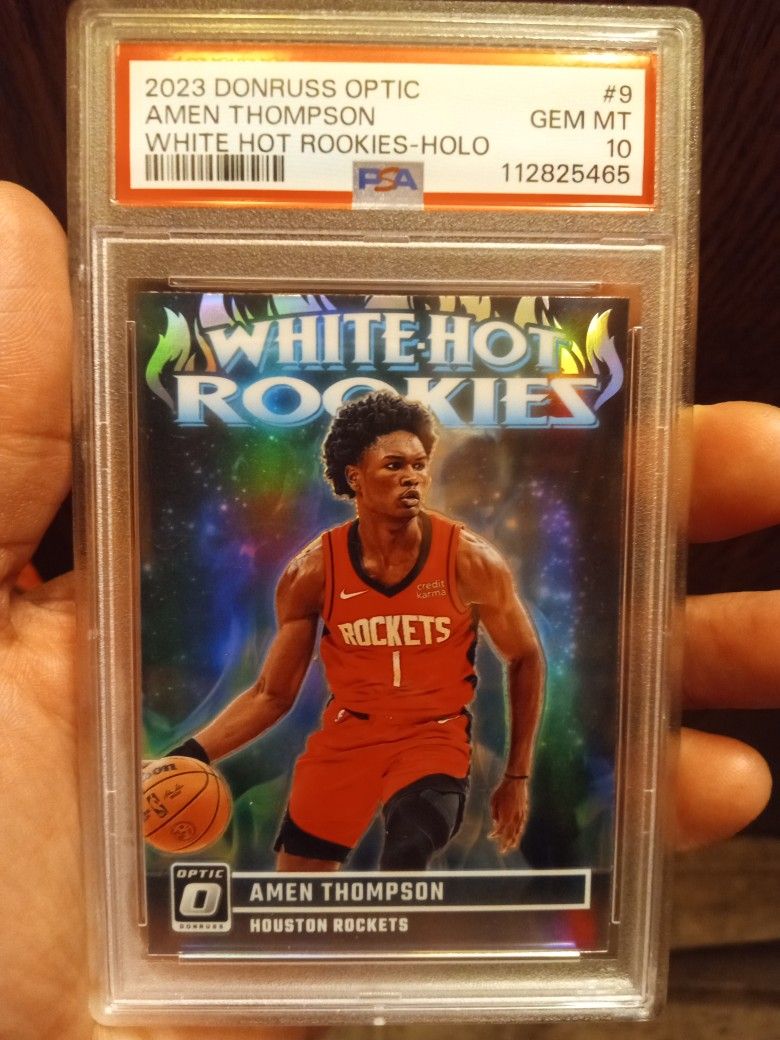 2023 DONRUSS OPTIC #9
AMEN THOMPSON GEM MT
WHITE HOT ROOKIES-HOLO 10
PSA 112825465
WHITE-HOT
ROOKIES
credit
karma
ROCKETS
1
OPTIC
O
DONRUSS
AMEN THOMPSON
HOUSTON ROCKETS